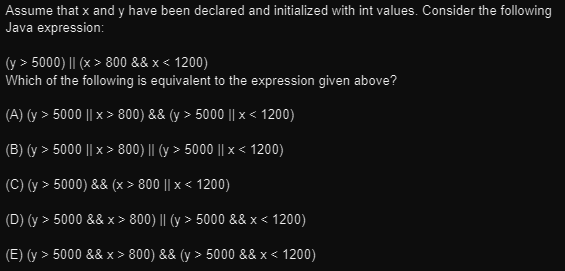 Assume that x and y have been declared and initialized with int values. Consider the following
Java expression:
(y > 5000) || (x > 800 && x < 1200)
Which of the following is equivalent to the expression given above?
(A) (y > 5000 || x > 800) && (y > 5000 || x < 1200)
(B) (y > 5000 || x > 800) || (y > 5000 || x < 1200)
(C) (y > 5000) && (x > 800 || x < 1200)
(D) (y > 5000 && x > 800) || (y > 5000 && x < 1200)
(E) (y > 5000 && x > 800) && (y > 5000 && x < 1200)